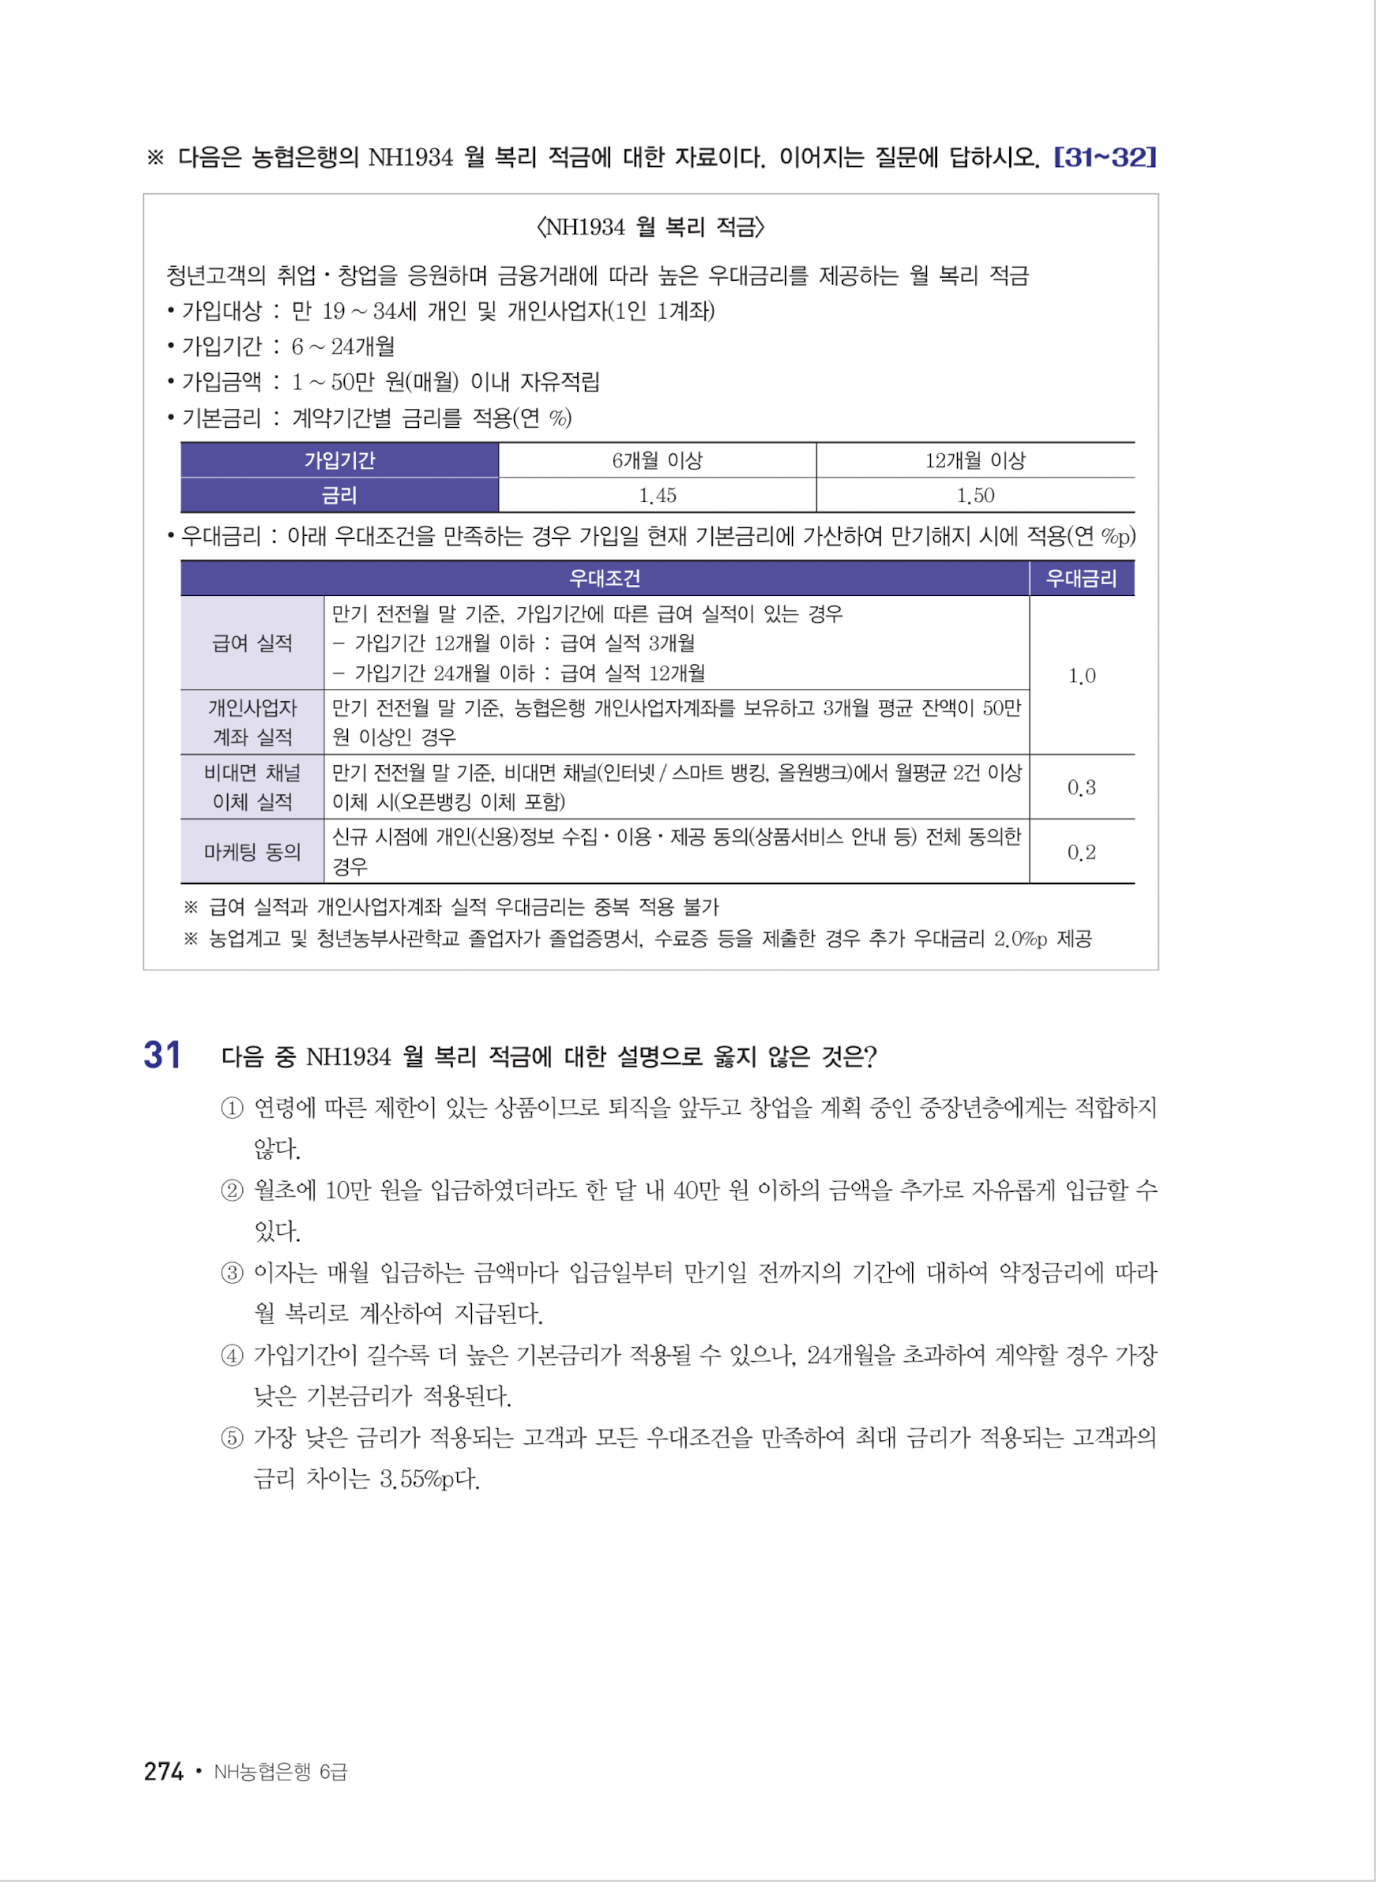 ※ 다음은 농협은행의 NH1934 월 복리 적금에 대한 자료이다. 이어지는 질문에 답하시오. [31~32]
〈NH1934 월 복리 적금〉
청년고객의 취업・창업을 응원하며 금융거래에 따라 높은 우대금리를 제공하는 월 복리 적금
• 가입대상 : 만 19 ~ 34세 개인 및 개인사업자(1인 1계좌)
• 가입기간 : 6 ~ 24개월
• 가입금액 : 1 ~ 50만 원(매월) 이내 자유적립
• 기본금리 : 계약기간별 금리를 적용(연 %)
가입기간 6개월 이상 12개월 이상
금리 1.45 1.50
• 우대금리 : 아래 우대조건을 만족하는 경우 가입일 현재 기본금리에 가산하여 만기해지 시에 적용(연 %p)
우대조건 우대금리
급여 실적
만기 전전월 말 기준, 가입기간에 따른 급여 실적이 있는 경우
- 가입기간 12개월 이하 : 급여 실적 3개월
- 가입기간 24개월 이하 : 급여 실적 12개월
1.0
개인사업자
계좌 실적
만기 전전월 말 기준, 농협은행 개인사업자계좌를 보유하고 3개월 평균 잔액이 50만
원 이상인 경우
비대면 채널
이체 실적
만기 전전월 말 기준, 비대면 채널(인터넷 / 스마트 뱅킹, 올원뱅크)에서 월평균 2건 이상
이체 시(오픈뱅킹 이체 포함)
0.3
마케팅 동의
신규 시점에 개인(신용)정보 수집・이용・제공 동의(상품서비스 안내 등) 전체 동의한
경우
0.2
※ 급여 실적과 개인사업자계좌 실적 우대금리는 중복 적용 불가
※ 농업계고 및 청년농부사관학교 졸업자가 졸업증명서, 수료증 등을 제출한 경우 추가 우대금리 2.0%p 제공
31 다음 중 NH1934 월 복리 적금에 대한 설명으로 옳지 않은 것은?
① 연령에 따른 제한이 있는 상품이므로 퇴직을 앞두고 창업을 계획 중인 중장년층에게는 적합하지
않다.
② 월초에 10만 원을 입금하였더라도 한 달 내 40만 원 이하의 금액을 추가로 자유롭게 입금할 수
있다.
③ 이자는 매월 입금하는 금액마다 입금일부터 만기일 전까지의 기간에 대하여 약정금리에 따라
월 복리로 계산하여 지급된다.
④ 가입기간이 길수록 더 높은 기본금리가 적용될 수 있으나, 24개월을 초과하여 계약할 경우 가장
낮은 기본금리가 적용된다.
⑤ 가장 낮은 금리가 적용되는 고객과 모든 우대조건을 만족하여 최대 금리가 적용되는 고객과의
금리 차이는 3.55%p다.
274 • NH농협은행 6급